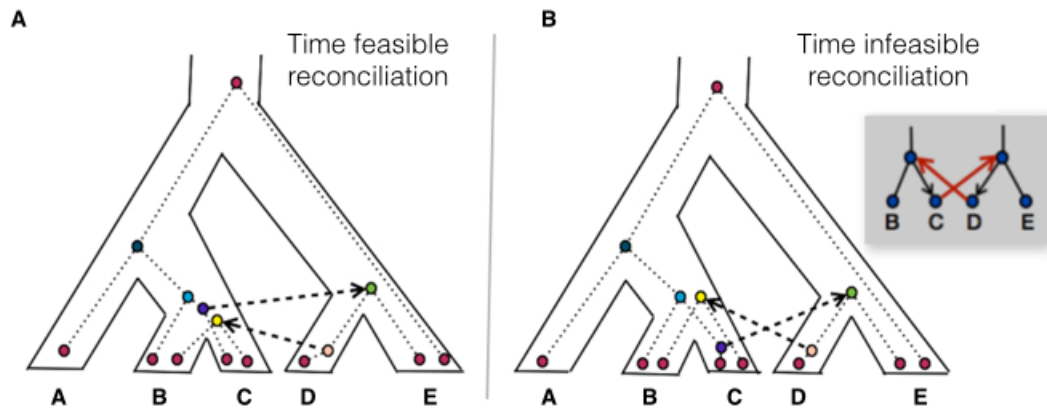 A
Time feasible
reconciliation
A B C D E
B
Time infeasible
reconciliation
B C D E
A B C D E